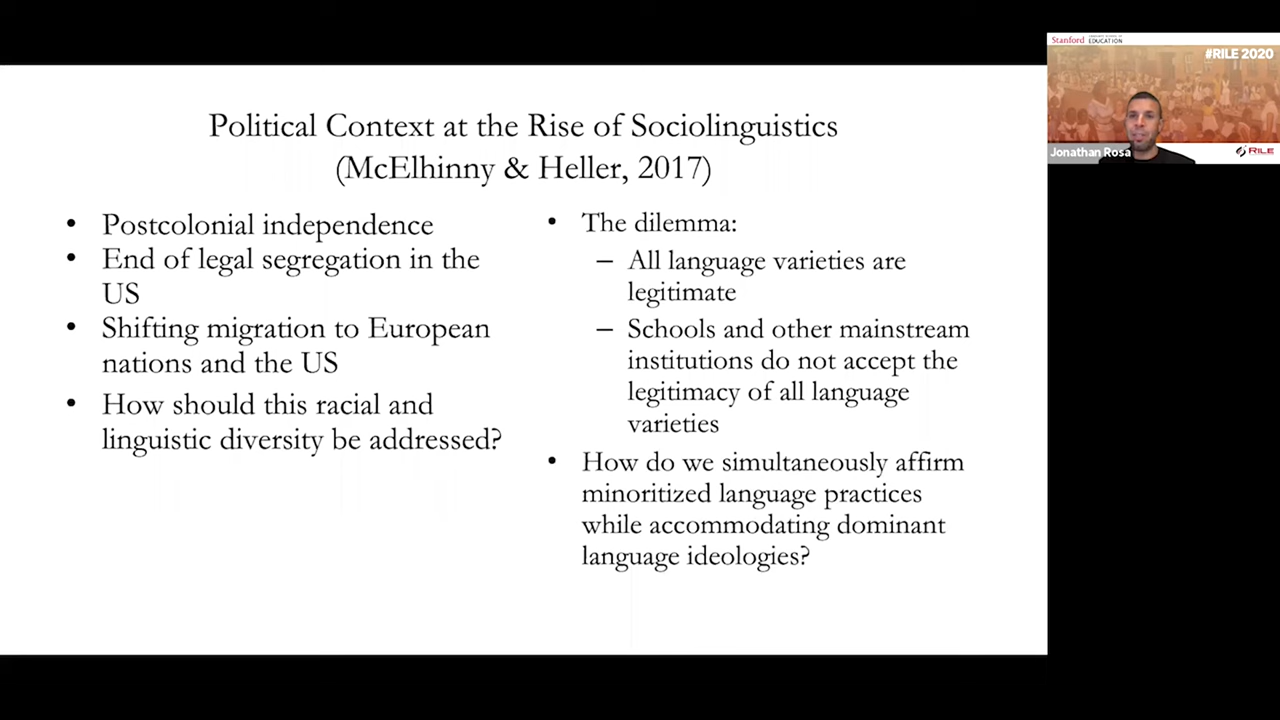 Political Context at the Rise of Sociolinguistics
(McElhinny & Heller, 2017)
• Postcolonial independence
• End of legal segregation in the
US
• Shifting migration to European
nations and the US
• How should this racial and
linguistic diversity be addressed?
• The dilemma:
– All language varieties are
legitimate
– Schools and other mainstream
institutions do not accept the
legitimacy of all language
varieties
• How do we simultaneously affirm
minoritized language practices
while accommodating dominant
language ideologies?
Stanford
EDUCATION
#RILE 2020
Jonathan Rosa
RILE